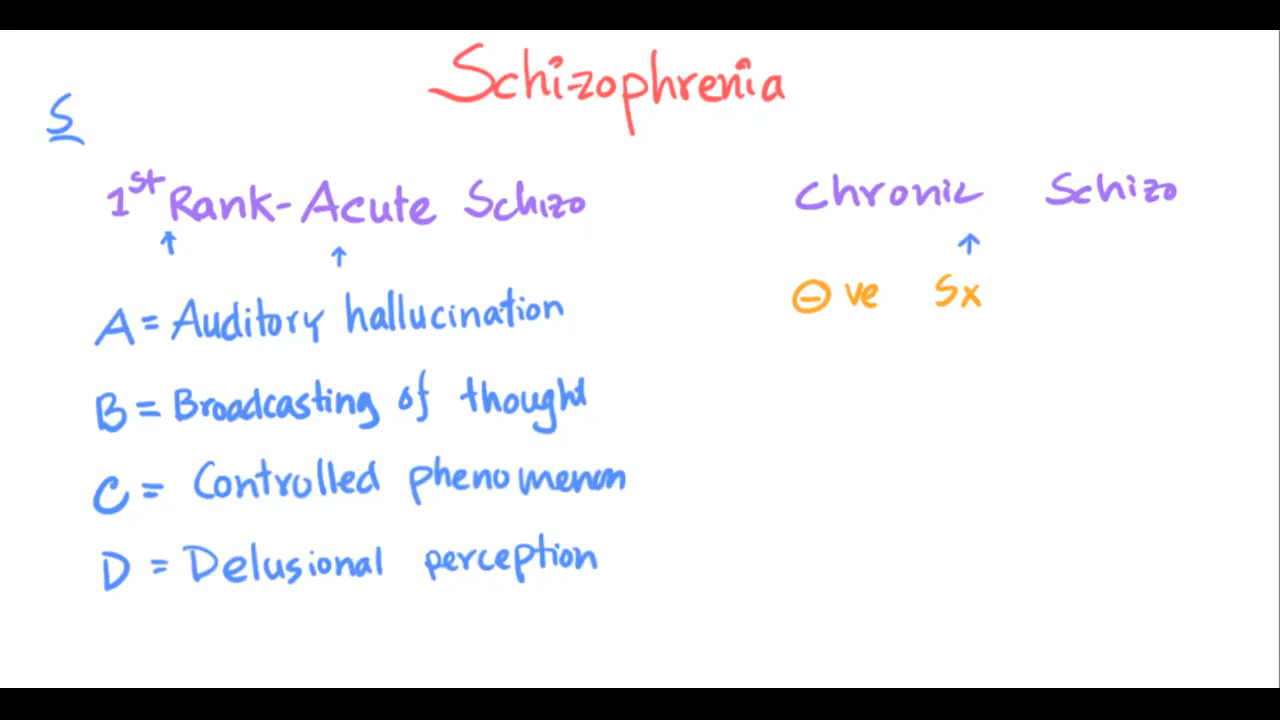 Schizophrenia
S
1st Rank-Acute Schizo
A = Auditory hallucination
B = Broadcasting of thought
C = Controlled phenomenon
D = Delusional perception
Chronic Schizo
⊖ ve Sx